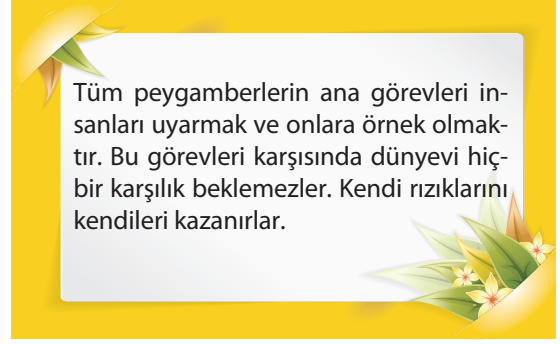 Tüm peygamberlerin ana görevleri in-
sanları uyarmak ve onlara örnek olmak-
tır. Bu görevleri karşısında dünyevi hiç-
bir karşılık beklemezler. Kendi rızıklarını
kendileri kazanırlar.